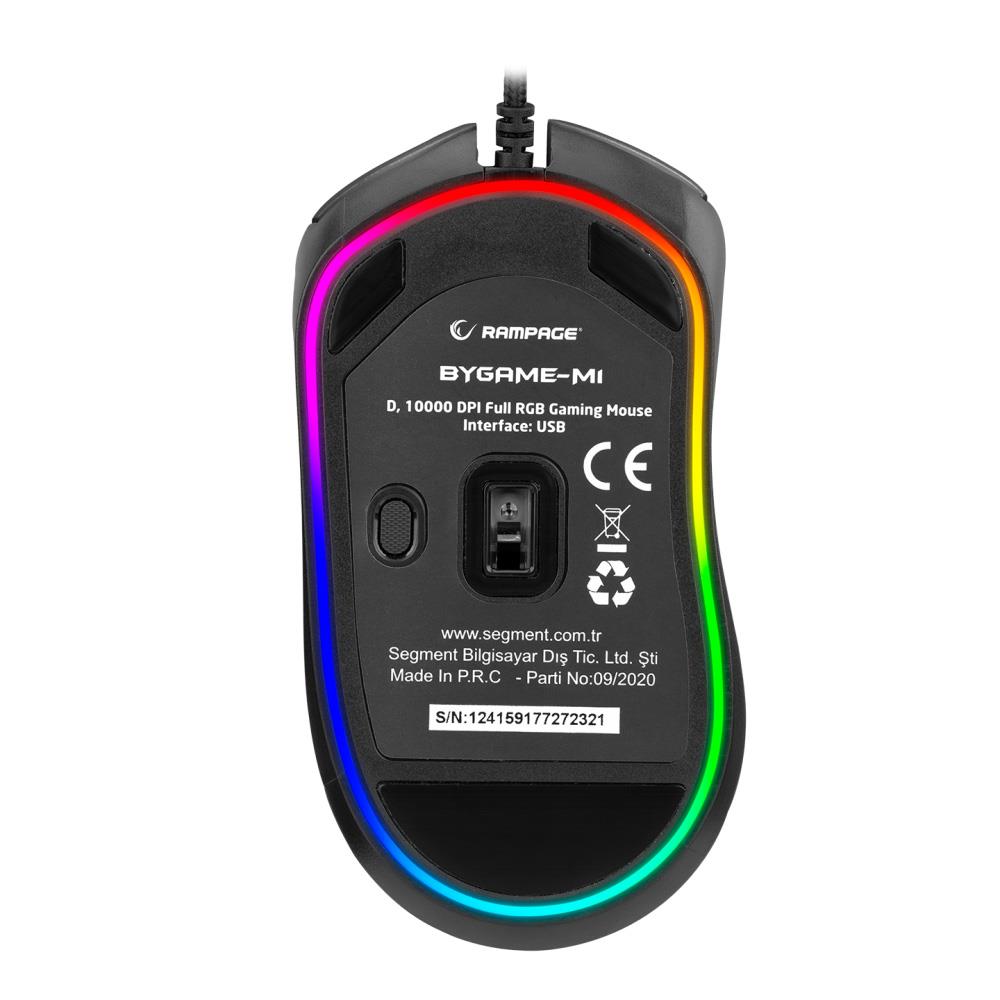 RAMPAGE®
BYGAME-M1
D, 10000 DPI Full RGB Gaming Mouse
Interface: USB
CE
www.segment.com.tr
Segment Bilgisayar Dış Tic. Ltd. Şti
Made In P.R.C - Parti No:09/2020
S/N:124159177272321